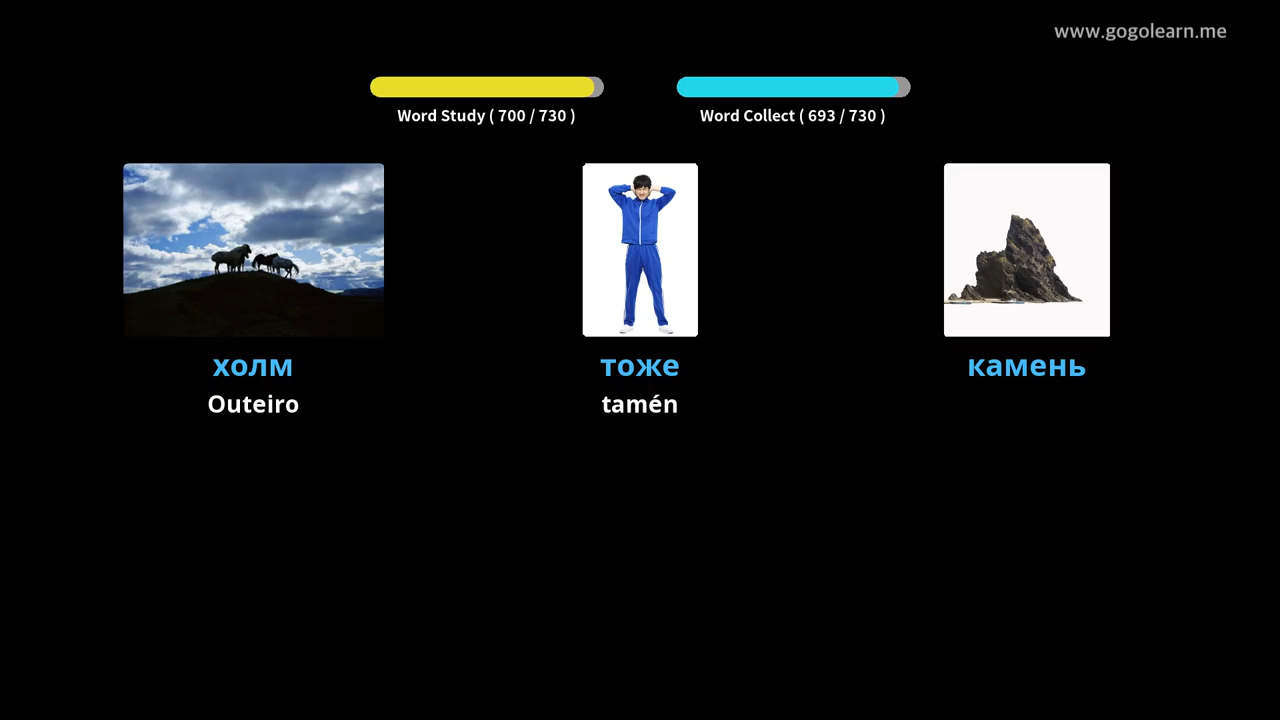 www.gogolearn.me
Word Study ( 700 / 730 )
Word Collect ( 693 / 730 )
холм
тоже
камень
Outeiro
tamén